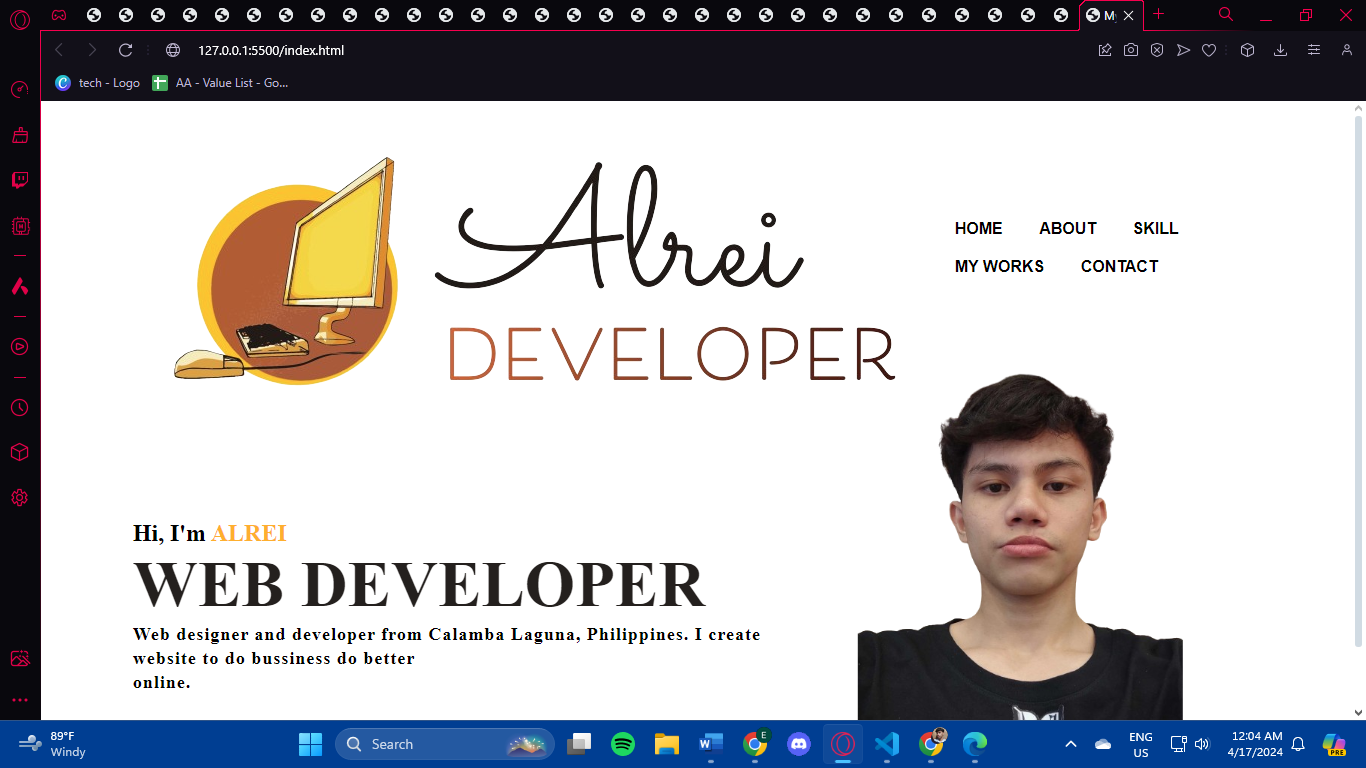 M
127.0.0.1:5500/index.html
tech - Logo AA - Value List - Go...
Alrei
DEVELOPER
HOME ABOUT SKILL
MY WORKS CONTACT
Hi, I'm ALREI
WEB DEVELOPER
Web designer and developer from Calamba Laguna, Philippines. I create
website to do bussiness do better
online.
89°F
Windy
Search
E
ENG
US
12:04 AM
4/17/2024
PRE